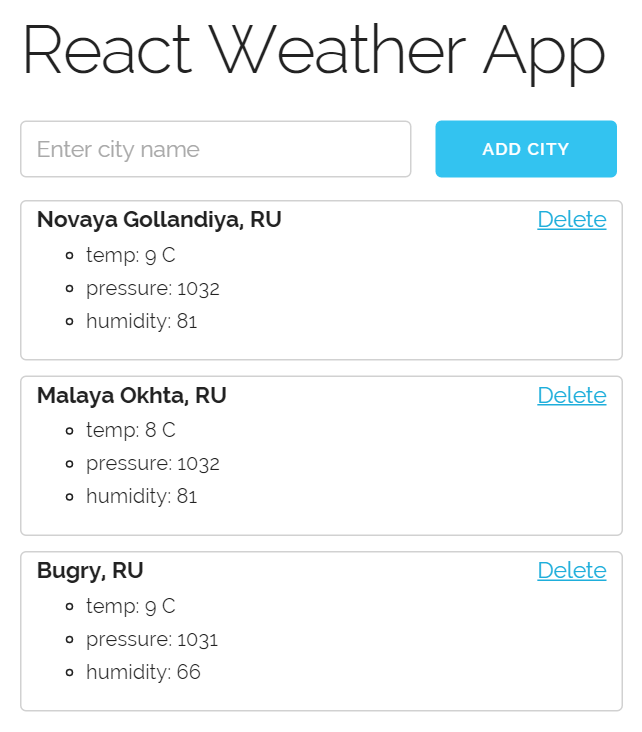 React Weather App
Enter city name
ADD CITY
Novaya Gollandiya, RU
Delete
temp: 9 C
pressure: 1032
humidity: 81
Malaya Okhta, RU
Delete
temp: 8 C
pressure: 1032
humidity: 81
Bugry, RU
Delete
temp: 9 C
pressure: 1031
humidity: 66